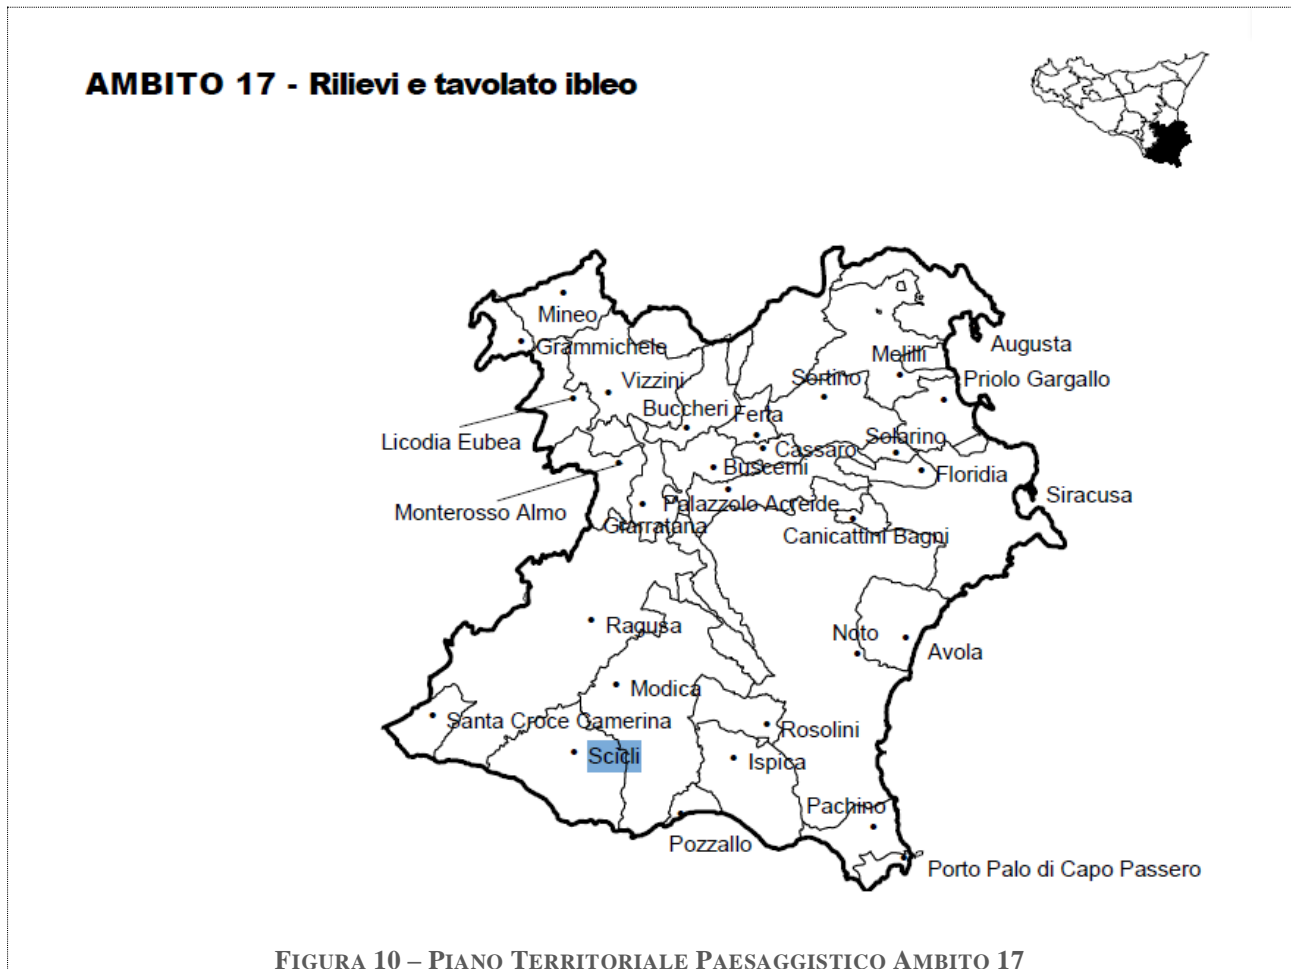 AMBITO 17 - Rilievi e tavolato ibleo
Mineo
Grammichele
Augusta
Melilli
Vizzini
Sortino
Priolo Gargallo
Buccheri
Ferla
Licodia Eubea
Solarino
Cassaro
Buscemi
Floridia
Siracusa
Monterosso Almo
Palazzolo Acreide
Giarratana
Canicattini Bagni
Ragusa
Noto
Avola
Modica
Santa Croce Camerina
Rosolini
Scicli
Ispica
Pachino
Pozzallo
Porto Palo di Capo Passero
FIGURA 10 – PIANO TERRITORIALE PAESAGGISTICO AMBITO 17